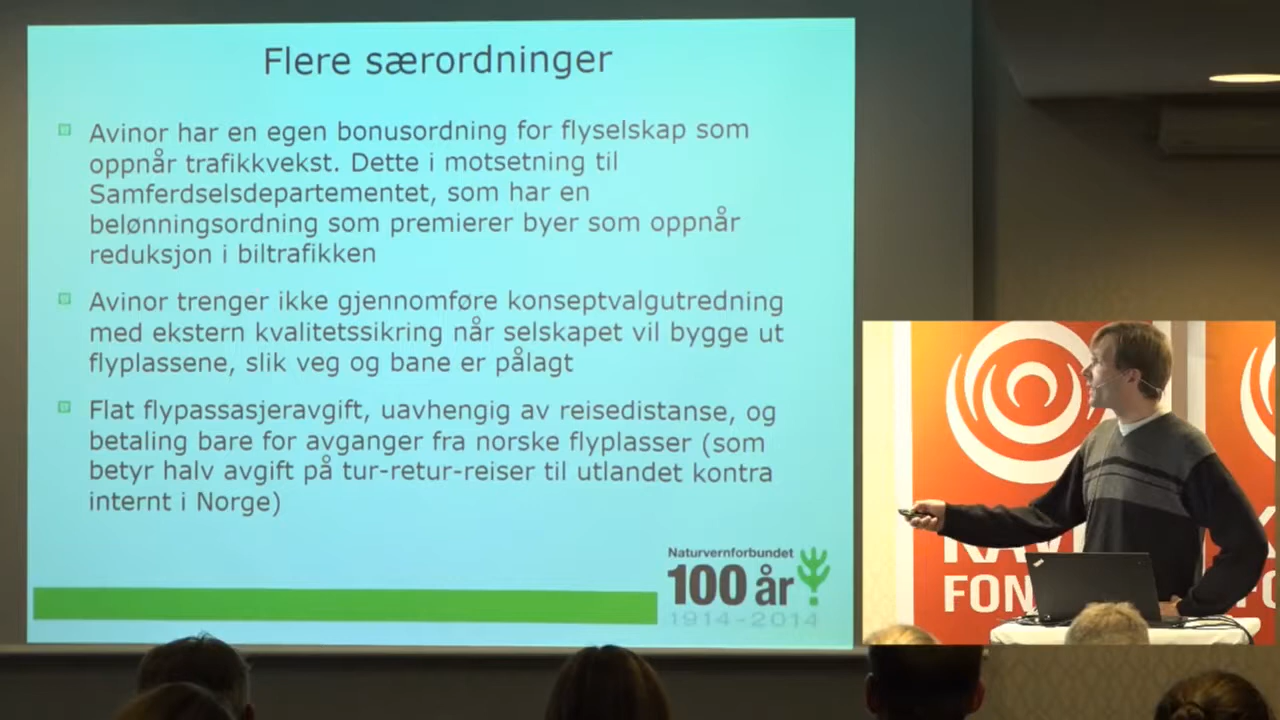 Flere særordninger
Avinor har en egen bonusordning for flyselskap som
oppnår trafikkvekst. Dette i motsetning til
Samferdselsdepartementet, som har en
belønningsordning som premierer byer som oppnår
reduksjon i biltrafikken
Avinor trenger ikke gjennomføre konseptvalgutredning
med ekstern kvalitetssikring når selskapet vil bygge ut
flyplassene, slik veg og bane er pålagt
Flat flypassasjeravgift, uavhengig av reisedistanse, og
betaling bare for avganger fra norske flyplasser (som
betyr halv avgift på tur-retur-reiser til utlandet kontra
internt i Norge)
Naturvernforbundet
100 år
1914-2014